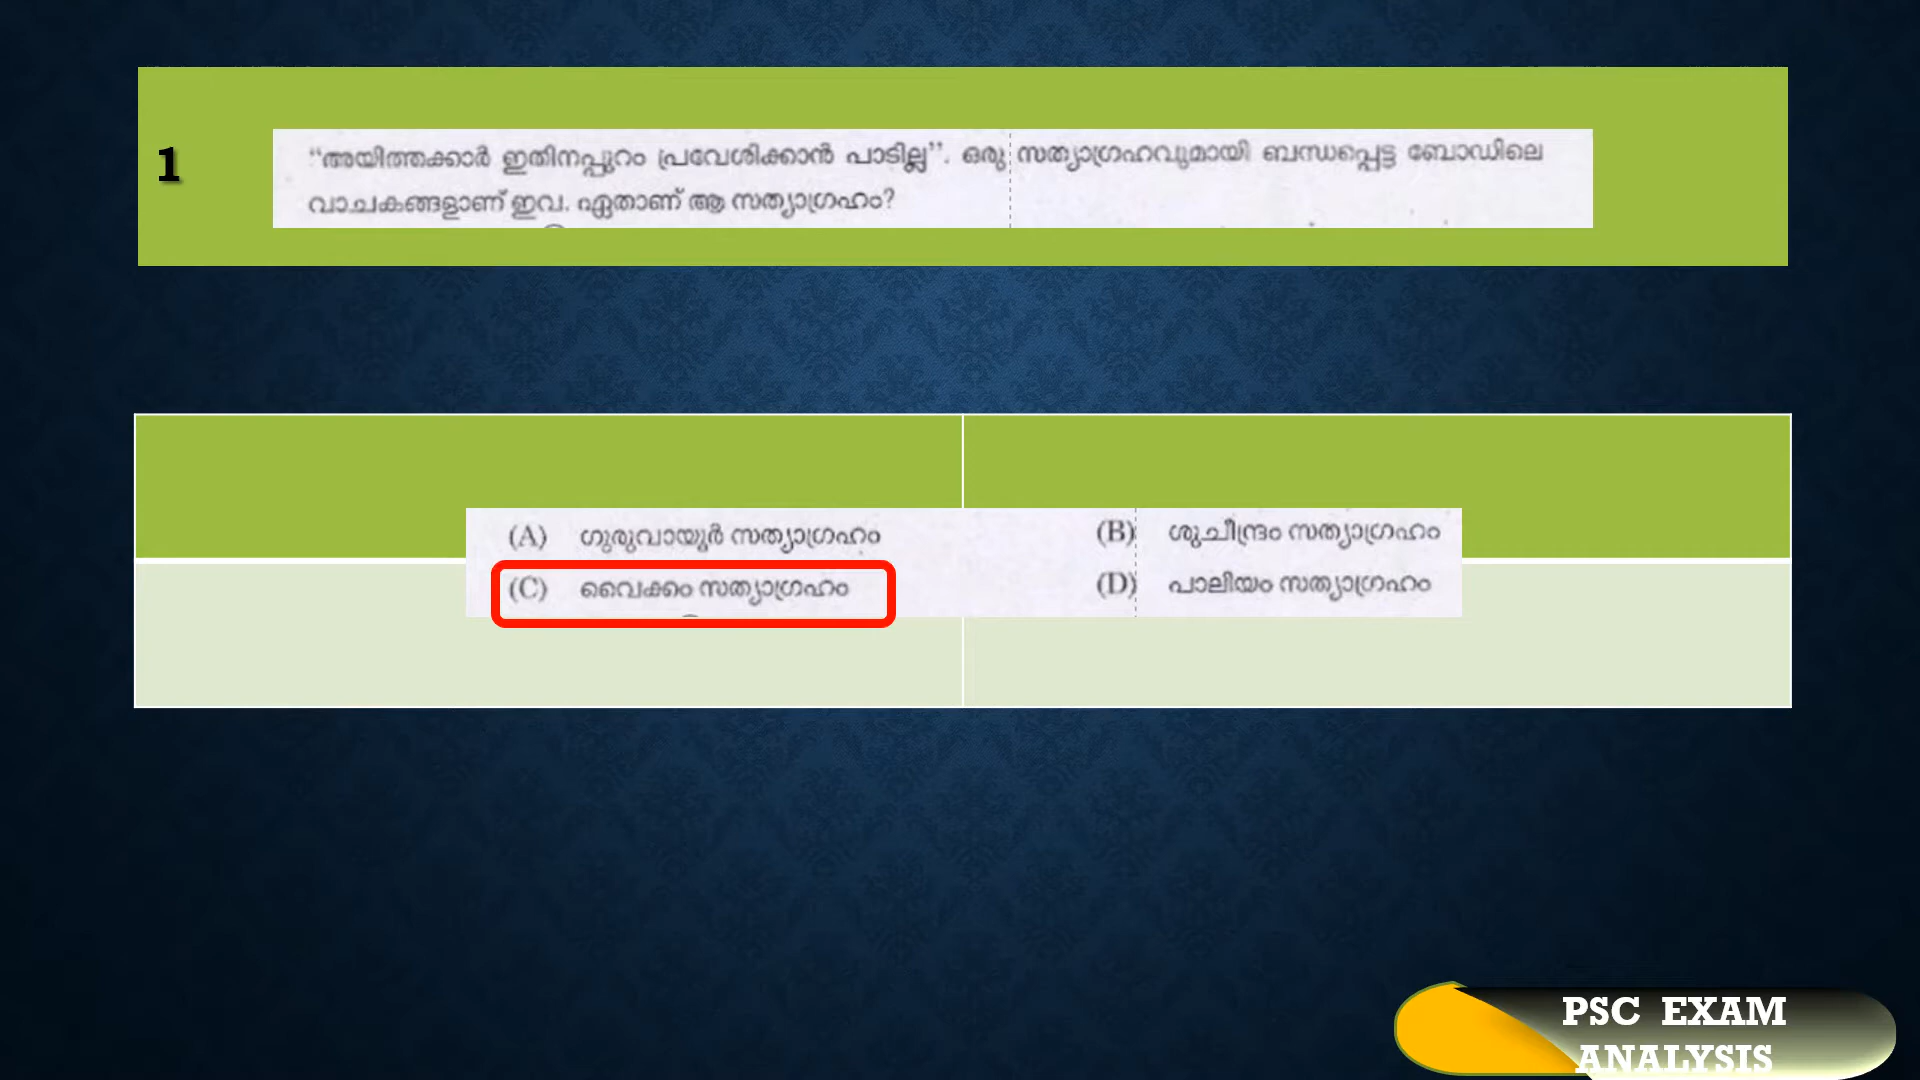 1
“അയിത്തക്കാർ ഇതിനപ്പുറം പ്രവേശിക്കാൻ പാടില്ല”. ഒരു സത്യാഗ്രഹവുമായി ബന്ധപ്പെട്ട ബോഡിലെ
വാചകങ്ങളാണ് ഇവ. ഏതാണ് ആ സത്യാഗ്രഹം?
(A) ഗുരുവായൂർ സത്യാഗ്രഹം
(B) ശുചീന്ദ്രം സത്യാഗ്രഹം
(C) വൈക്കം സത്യാഗ്രഹം
(D) പാലിയം സത്യാഗ്രഹം
PSC EXAM
ANALYSIS